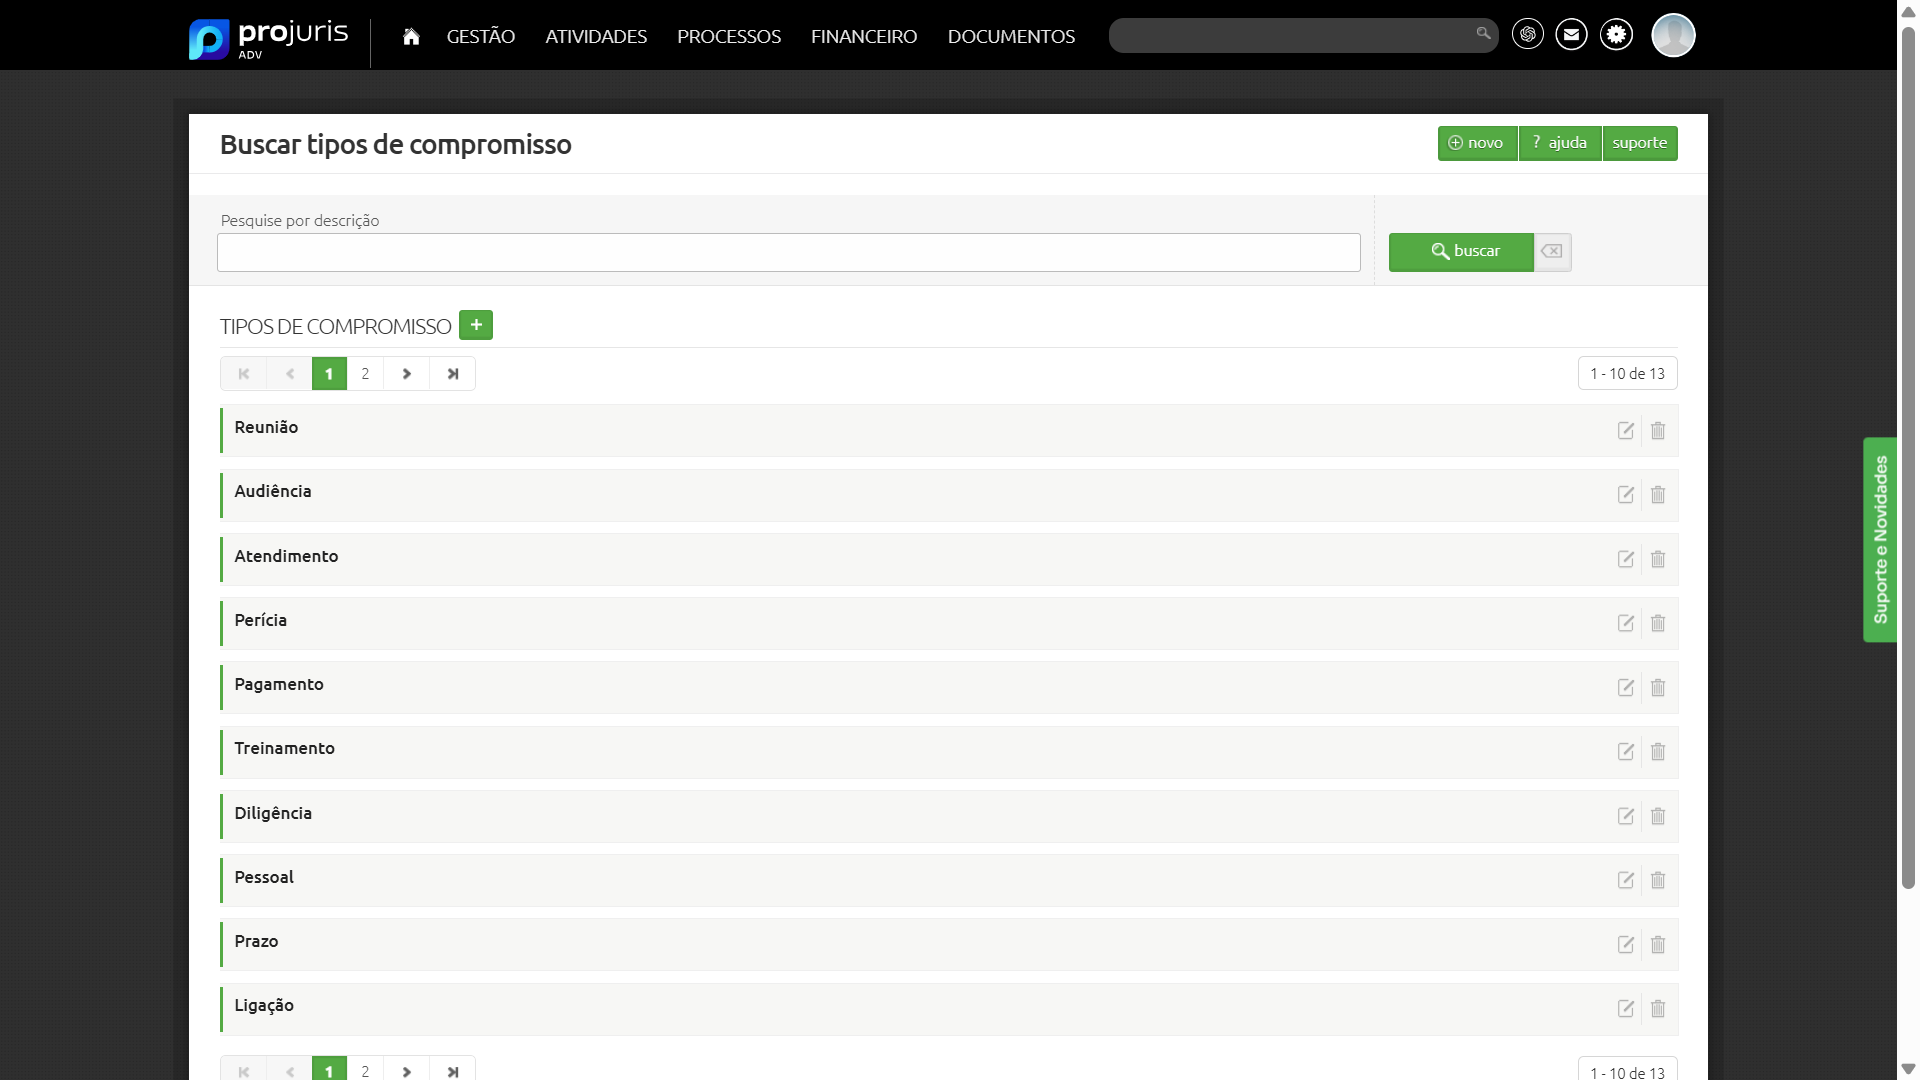 projuris
ADV
GESTÃO
ATIVIDADES
PROCESSOS
FINANCEIRO
DOCUMENTOS
Buscar tipos de compromisso
novo
? ajuda
suporte
Pesquise por descrição
buscar
TIPOS DE COMPROMISSO
1
2
1 - 10 de 13
Reunião
Audiência
Atendimento
Perícia
Pagamento
Treinamento
Diligência
Pessoal
Prazo
Ligação
1
2
1 - 10 de 13
Suporte e Novidades